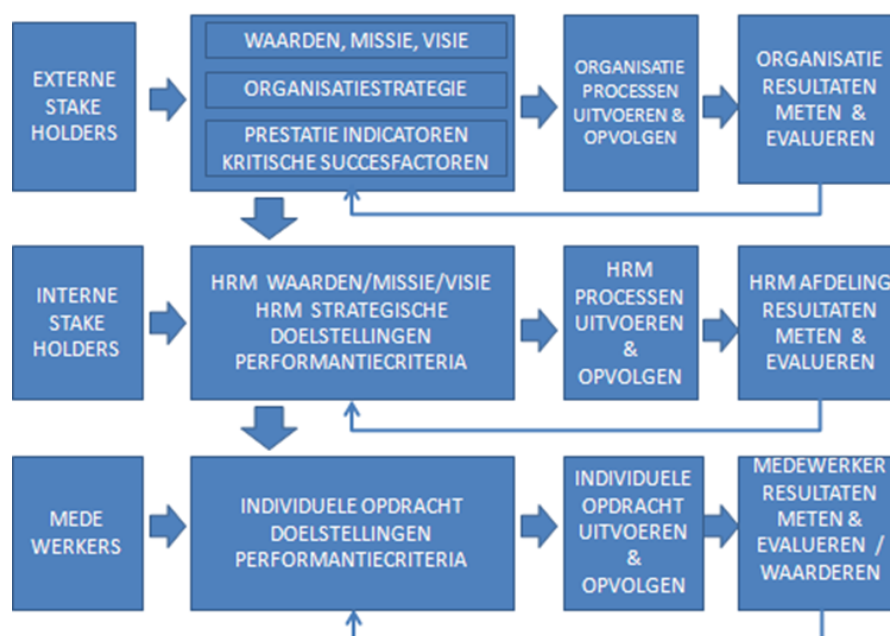 EXTERNE
STAKE
HOLDERS
WAARDEN, MISSIE, VISIE
ORGANISATIESTRATEGIE
PRESTATIE INDICATOREN
KRITISCHE SUCCESFACTOREN
ORGANISATIE
PROCESSEN
UITVOEREN &
OPVOLGEN
ORGANISATIE
RESULTATEN
METEN &
EVALUEREN
INTERNE
STAKE
HOLDERS
HRM WAARDEN/MISSIE/VISIE
HRM STRATEGISCHE
DOELSTELLINGEN
PERFORMANTIECRITERIA
HRM
PROCESSEN
UITVOEREN
&
OPVOLGEN
HRM AFDELING
RESULTATEN
METEN &
EVALUEREN
MEDE
WERKERS
INDIVIDUELE OPDRACHT
DOELSTELLINGEN
PERFORMANTIECRITERIA
INDIVIDUELE
OPDRACHT
UITVOEREN
&
OPVOLGEN
MEDEWERKER
RESULTATEN
METEN &
EVALUEREN /
WAARDEREN